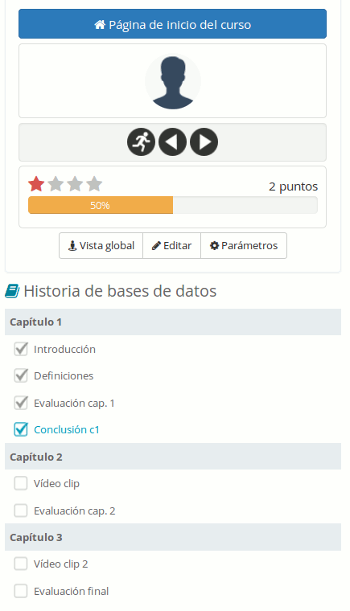 Página de inicio del curso
2 puntos
50%
Vista global
Editar
Parámetros
Historia de bases de datos
Capítulo 1
Introducción
Definiciones
Evaluación cap. 1
Conclusión c1
Capítulo 2
Vídeo clip
Evaluación cap. 2
Capítulo 3
Vídeo clip 2
Evaluación final